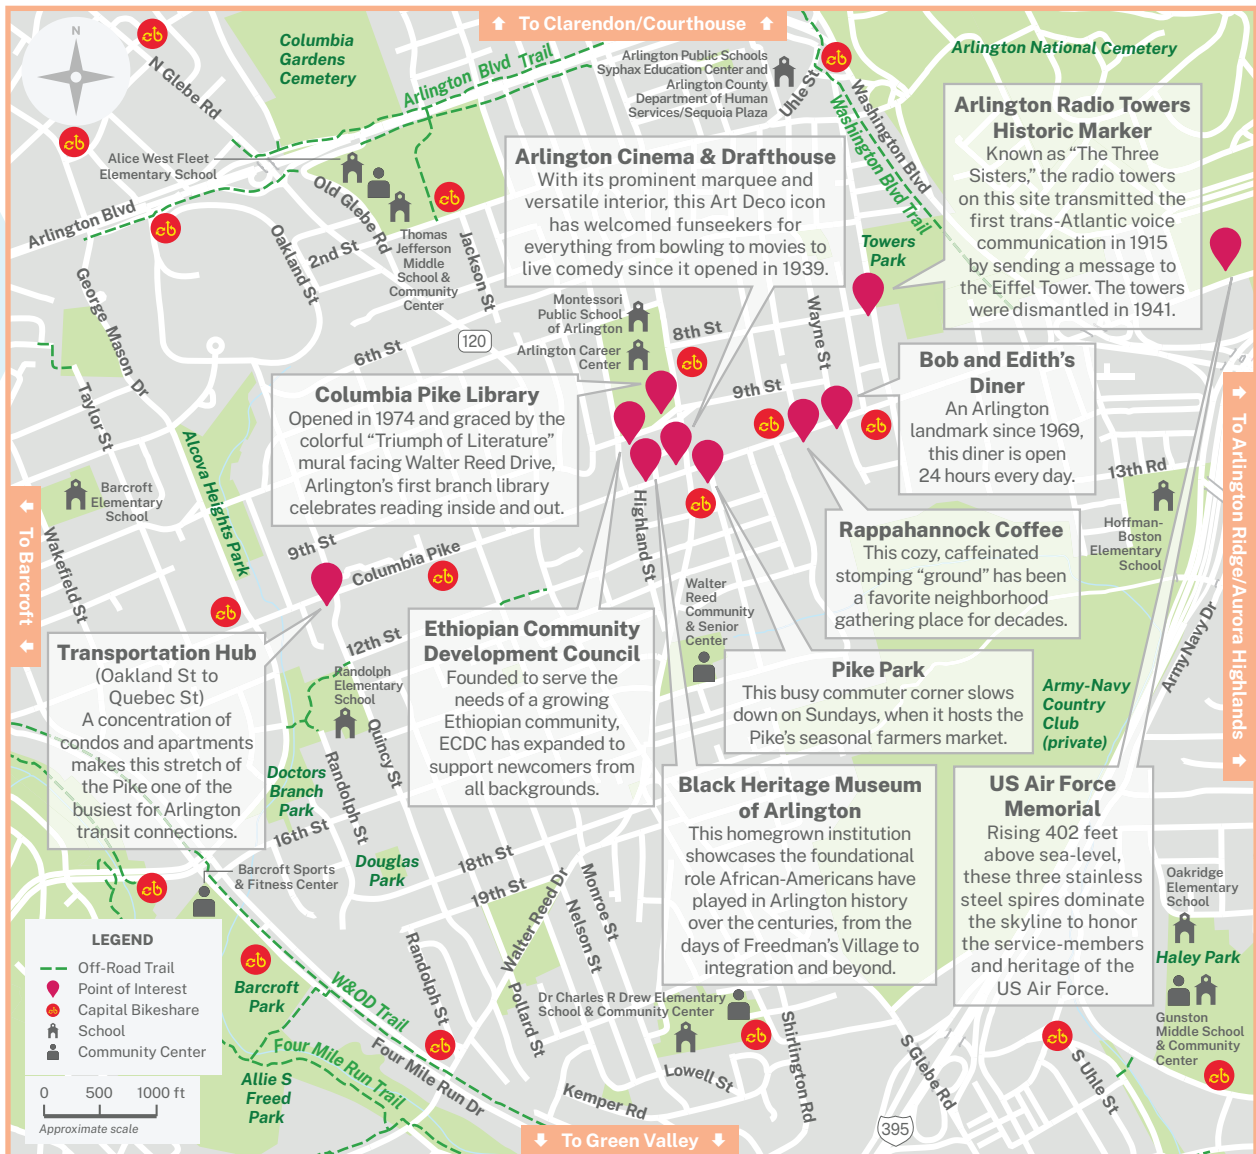 To Clarendon/Courthouse
N
Columbia
Gardens
Cemetery
N Glebe Rd
Arlington Blvd Trail
Arlington Public Schools
Syphax Education Center and
Arlington County
Department of Human
Services/Sequoia Plaza
Uhle St
Washington Blvd
Washington Blvd Trail
Arlington National Cemetery
Arlington Radio Towers
Historic Marker
Known as “The Three
Sisters,” the radio towers
on this site transmitted the
first trans-Atlantic voice
communication in 1915
by sending a message to
the Eiffel Tower. The towers
were dismantled in 1941.
Arlington Cinema & Drafthouse
With its prominent marquee and
versatile interior, this Art Deco icon
has welcomed funseekers for
everything from bowling to movies to
live comedy since it opened in 1939.
Alice West Fleet
Elementary School
Old Glebe Rd
Arlington Blvd
Oakland St
2nd St
Thomas
Jefferson
Middle
School &
Community
Center
Jackson St
Towers
Park
George Mason Dr
Montessori
Public School
of Arlington
Arlington Career
Center
8th St
Wayne St
6th St
120
9th St
Bob and Edith’s
Diner
An Arlington
landmark since 1969,
this diner is open
24 hours every day.
Columbia Pike Library
Opened in 1974 and graced by the
colorful “Triumph of Literature”
mural facing Walter Reed Drive,
Arlington’s first branch library
celebrates reading inside and out.
Taylor St
Alcova Heights Park
To Arlington Ridge/Aurora Highlands
13th Rd
Barcroft
Elementary
School
Highland St
Hoffman-
Boston
Elementary
School
To Barcroft
Wakefield St
9th St
Columbia Pike
Rappahannock Coffee
This cozy, caffeinated
stomping “ground” has been
a favorite neighborhood
gathering place for decades.
Walter
Reed
Community
& Senior
Center
Army Navy Dr
Transportation Hub
(Oakland St to
Quebec St)
A concentration of
condos and apartments
makes this stretch of
the Pike one of the
busiest for Arlington
transit connections.
12th St
Ethiopian Community
Development Council
Founded to serve the
needs of a growing
Ethiopian community,
ECDC has expanded to
support newcomers from
all backgrounds.
Pike Park
This busy commuter corner slows
down on Sundays, when it hosts the
Pike’s seasonal farmers market.
Army-Navy
Country
Club
(private)
Randolph
Elementary
School
Quincy St
Randolph St
Doctors
Branch
Park
16th St
Douglas
Park
18th St
19th St
Black Heritage Museum
of Arlington
This homegrown institution
showcases the foundational
role African-Americans have
played in Arlington history
over the centuries, from the
days of Freedman’s Village to
integration and beyond.
US Air Force
Memorial
Rising 402 feet
above sea-level,
these three stainless
steel spires dominate
the skyline to honor
the service-members
and heritage of the
US Air Force.
Barcroft Sports
& Fitness Center
Walter Reed Dr
Monroe St
Nelson St
Oakridge
Elementary
School
Haley Park
LEGEND
Off-Road Trail
Point of Interest
Capital Bikeshare
School
Community Center
0 500 1000 ft
Approximate scale
Barcroft
Park
W&OD Trail
Randolph St
Pollard St
Dr Charles R Drew Elementary
School & Community Center
Shirlington Rd
S Glebe Rd
Gunston
Middle School
& Community
Center
S Uhle St
Four Mile Run Trail
Four Mile Run Dr
Allie S
Freed
Park
Lowell St
Kemper Rd
395
To Green Valley